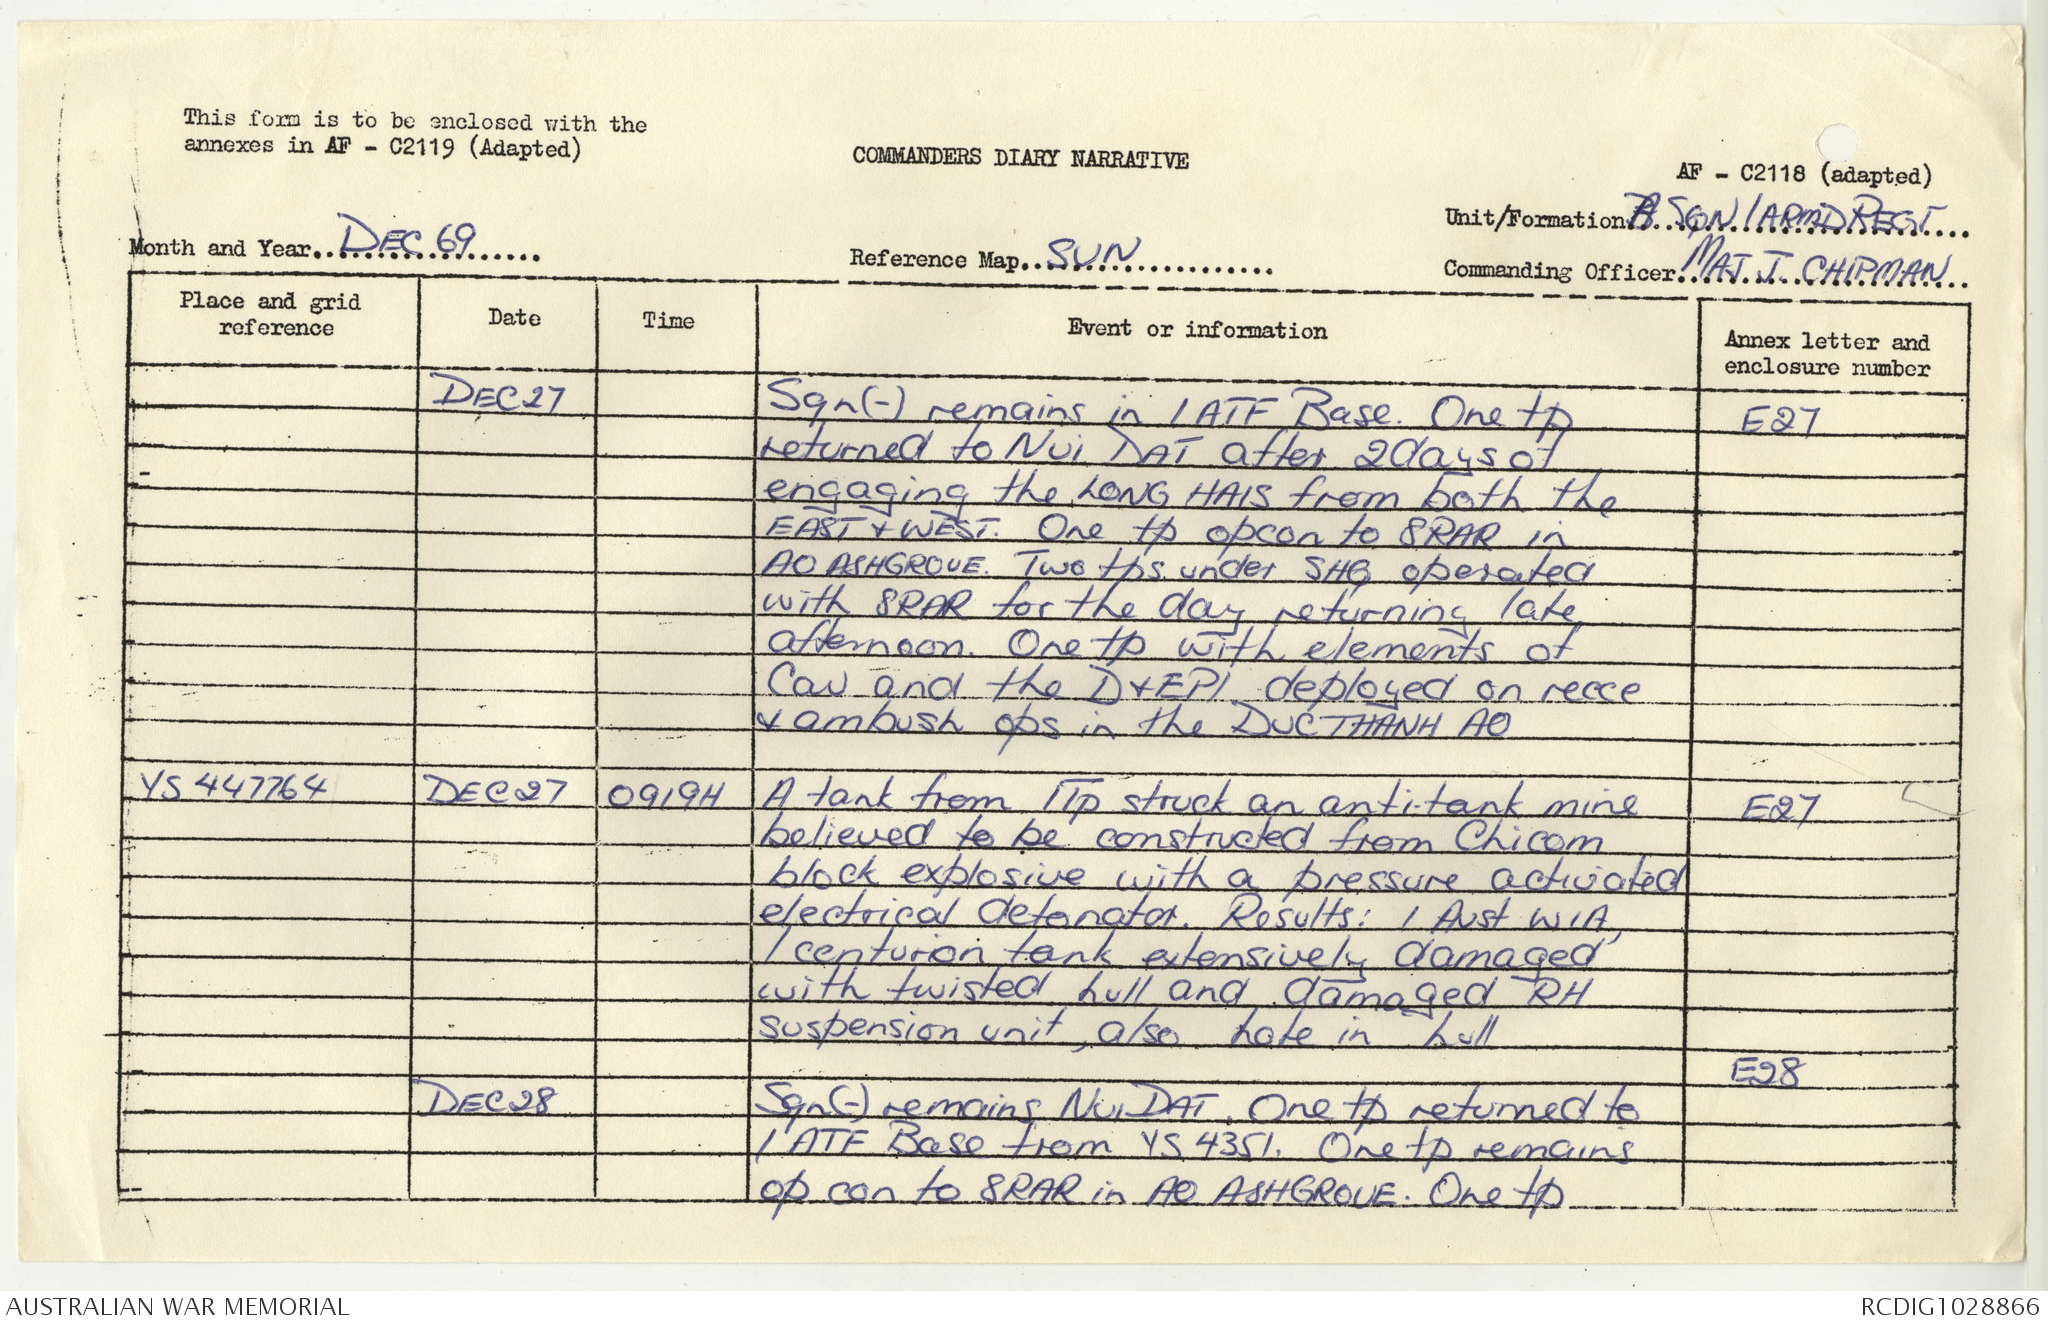 This form is to be enclosed with the
annexes in AF - C2119 (Adapted)
COMMANDERS DIARY NARRATIVE
AF - C2118 (adapted)
Unit/Formation B SQN 1 ARMD REGT
Month and Year DEC 69
Reference Map SUN
Commanding Officer MAJ J. CHIPMAN
Place and grid reference Date Time Event or information Annex letter and enclosure number
DEC 27 Sqn(-) remains in 1 ATF Base. One tp E27
returned to NUI DAT after 2 days of
engaging the LONG HAIS from both the
EAST & WEST. One tp opcon to 8RAR in
AO ASHGROVE. Two tps under SHQ operated
with 8RAR for the day returning late
afternoon. One tp with elements of
Cav and the D&EPl deployed on recce
& ambush ops in the DUC THANH AO
YS 447764 DEC 27 0919H A tank from 1Tp struck an anti-tank mine E27
believed to be constructed from Chicom
block explosive with a pressure activated
electrical detonator. Results: 1 Aust WIA,
1 centurion tank extensively damaged
with twisted hull and damaged RH
suspension unit, also hole in hull
E28
DEC 28 Sqn(-) remains NUI DAT. One tp returned to
1 ATF Base from YS 4351. One tp remains
op con to 8RAR in AO ASHGROVE. One tp
AUSTRALIAN WAR MEMORIAL
RCDIG1028866